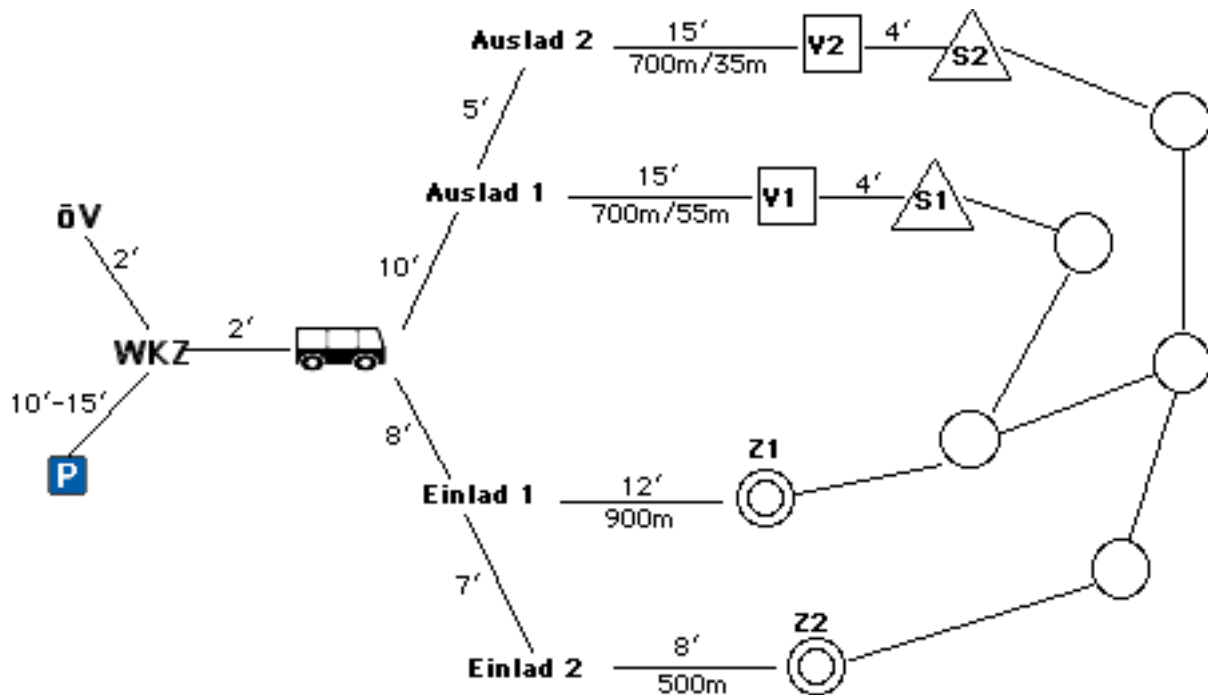 Auslad 2
15′
700m/35m
V2
4′
S2
5′
Auslad 1
15′
700m/55m
V1
4′
S1
öV
2′
10′
WKZ
2′
10′-15′
P
8′
Einlad 1
12′
900m
Z1
7′
Einlad 2
8′
500m
Z2